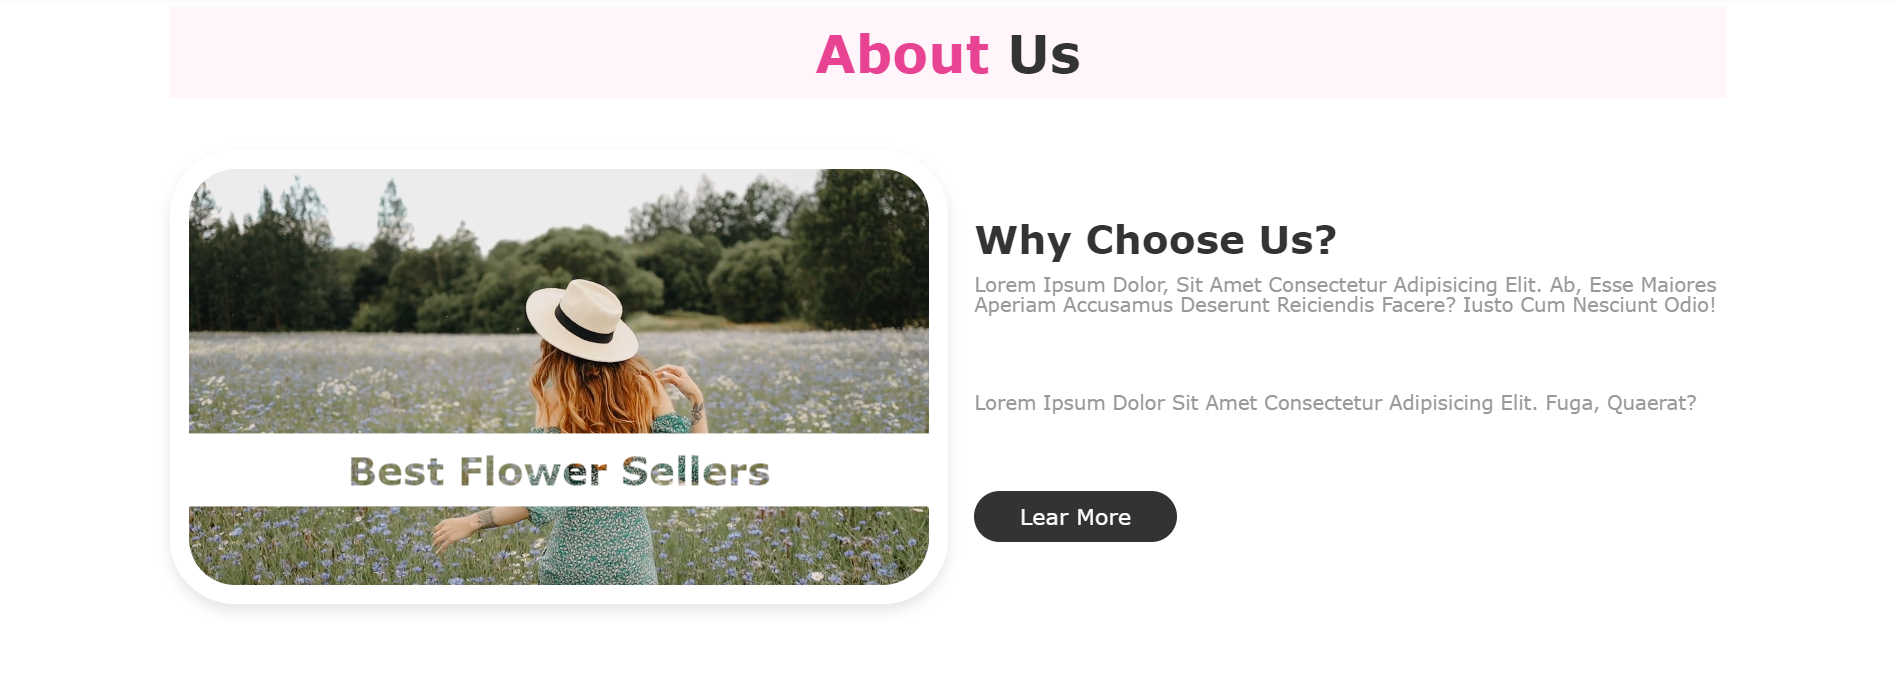 About Us
Best Flower Sellers
Why Choose Us?
Lorem Ipsum Dolor, Sit Amet Consectetur Adipisicing Elit. Ab, Esse Maiores
Aperiam Accusamus Deserunt Reiciendis Facere? Iusto Cum Nesciunt Odio!
Lorem Ipsum Dolor Sit Amet Consectetur Adipisicing Elit. Fuga, Quaerat?
Lear More